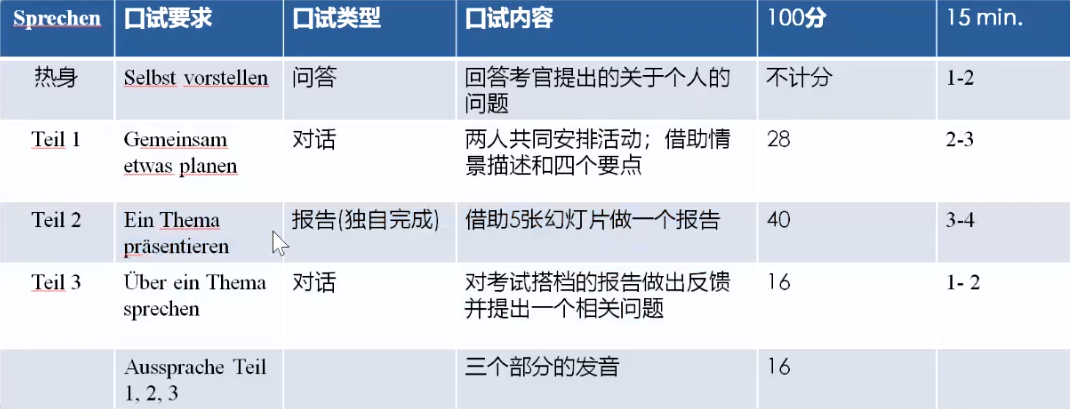 Sprechen 口试要求 口试类型 口试内容 100分 15 min.
热身 Selbst vorstellen 问答 回答考官提出的关于个人的 不计分 1-2
问题
Teil 1 Gemeinsam 对话 两人共同安排活动；借助情 28 2-3
etwas planen 景描述和四个要点
Teil 2 Ein Thema 报告(独自完成) 借助5张幻灯片做一个报告 40 3-4
präsentieren
Teil 3 Über ein Thema 对话 对考试搭档的报告做出反馈 16 1- 2
sprechen 并提出一个相关问题
Aussprache Teil 三个部分的发音 16
1, 2, 3